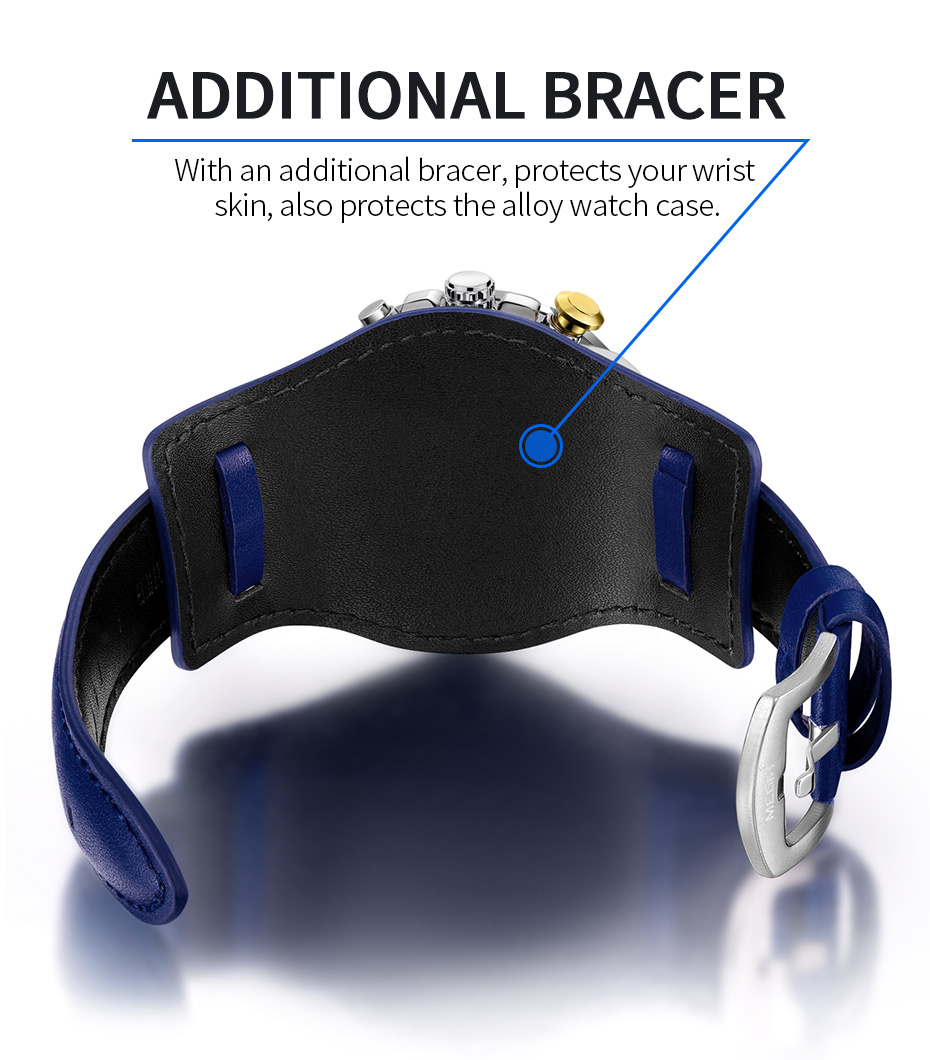 ADDITIONAL BRACER
With an additional bracer, protects your wrist
skin, also protects the alloy watch case.